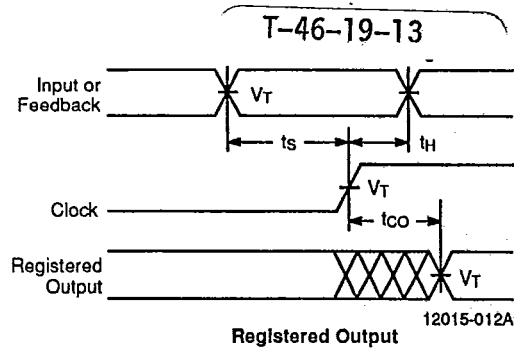 T-46-19-13
Input or
Feedback
VT
tS
tH
Clock
VT
tCO
Registered
Output
VT
12015-012A
Registered Output